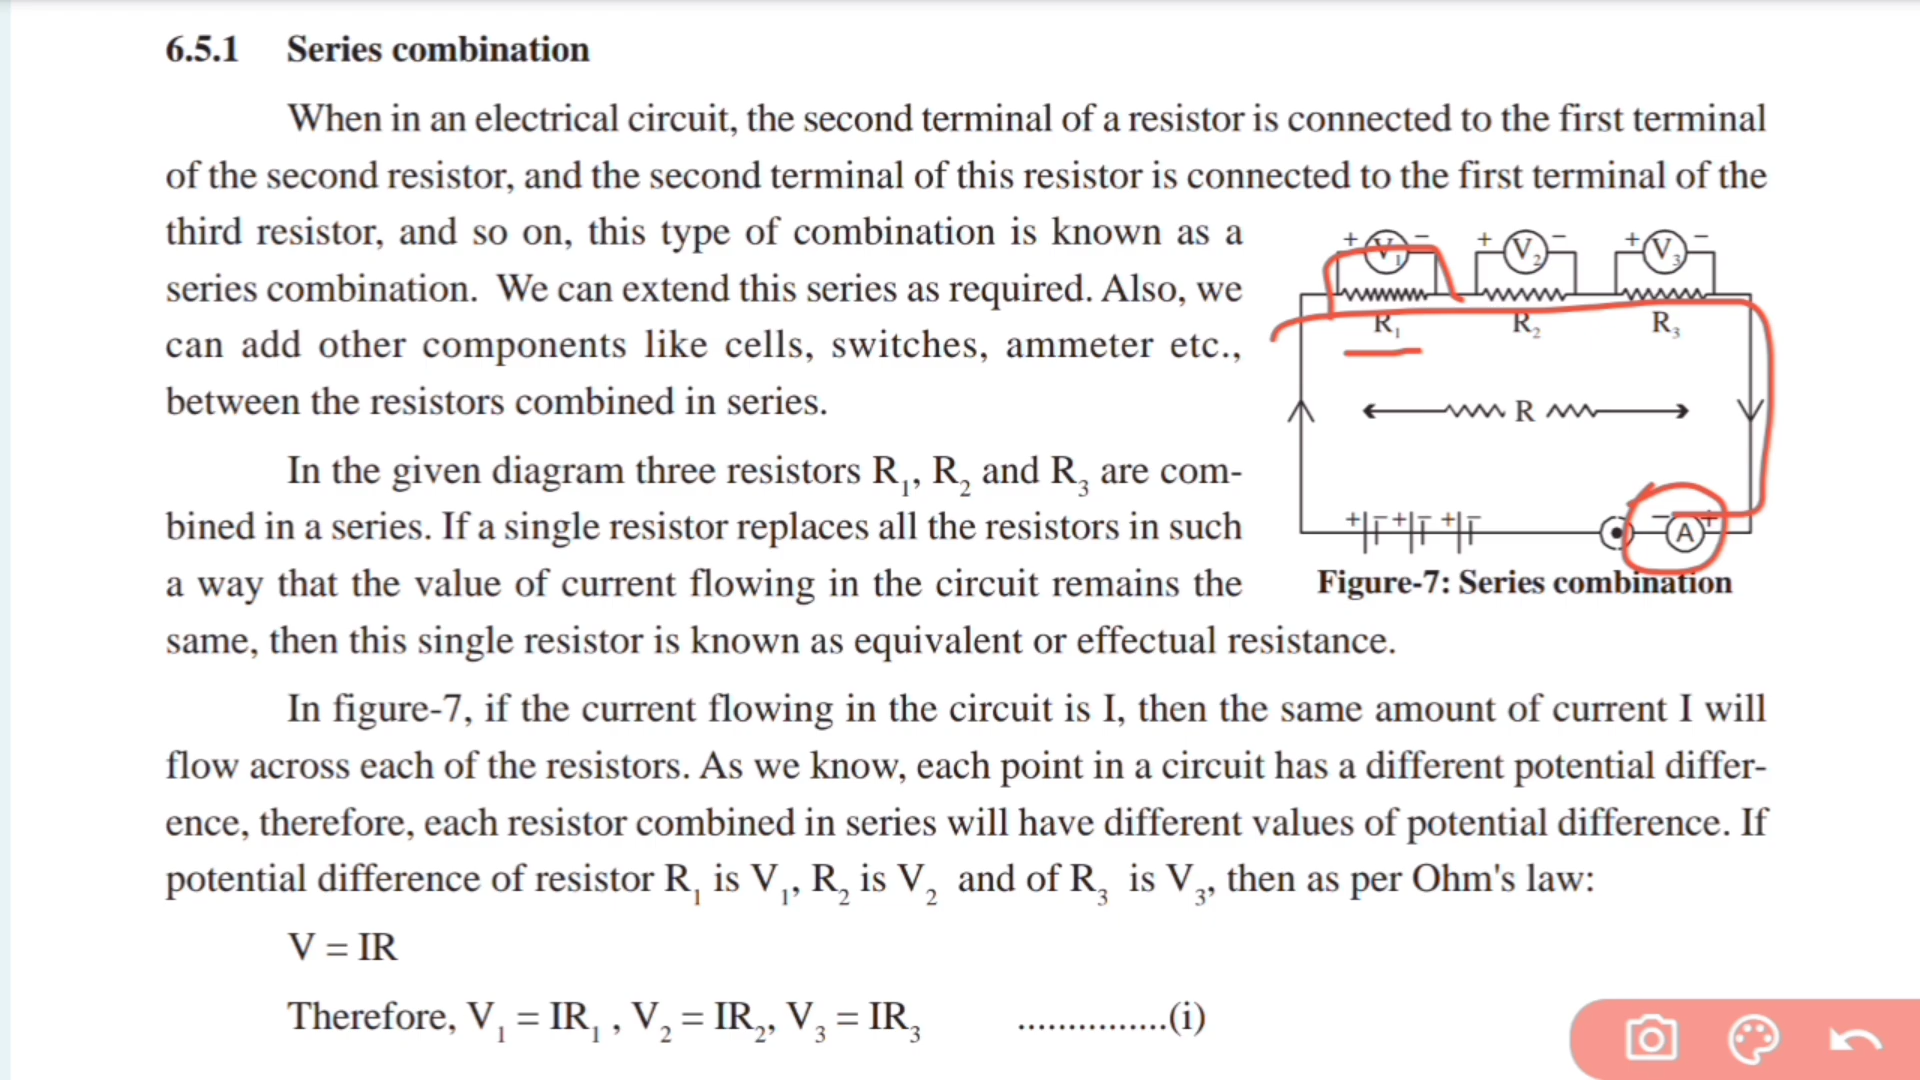 6.5.1 Series combination
When in an electrical circuit, the second terminal of a resistor is connected to the first terminal
of the second resistor, and the second terminal of this resistor is connected to the first terminal of the
third resistor, and so on, this type of combination is known as a
series combination. We can extend this series as required. Also, we
can add other components like cells, switches, ammeter etc.,
between the resistors combined in series.
In the given diagram three resistors R₁, R₂ and R₃ are com-
bined in a series. If a single resistor replaces all the resistors in such
a way that the value of current flowing in the circuit remains the
same, then this single resistor is known as equivalent or effectual resistance.
+ V₁ − + V₂ − + V₃ −
R₁ R₂ R₃
R
+ − + − + − − A +
Figure-7: Series combination
In figure-7, if the current flowing in the circuit is I, then the same amount of current I will
flow across each of the resistors. As we know, each point in a circuit has a different potential differ-
ence, therefore, each resistor combined in series will have different values of potential difference. If
potential difference of resistor R₁ is V₁, R₂ is V₂ and of R₃ is V₃, then as per Ohm's law:
V = IR
Therefore, V₁ = IR₁ , V₂ = IR₂, V₃ = IR₃ ...............(i)